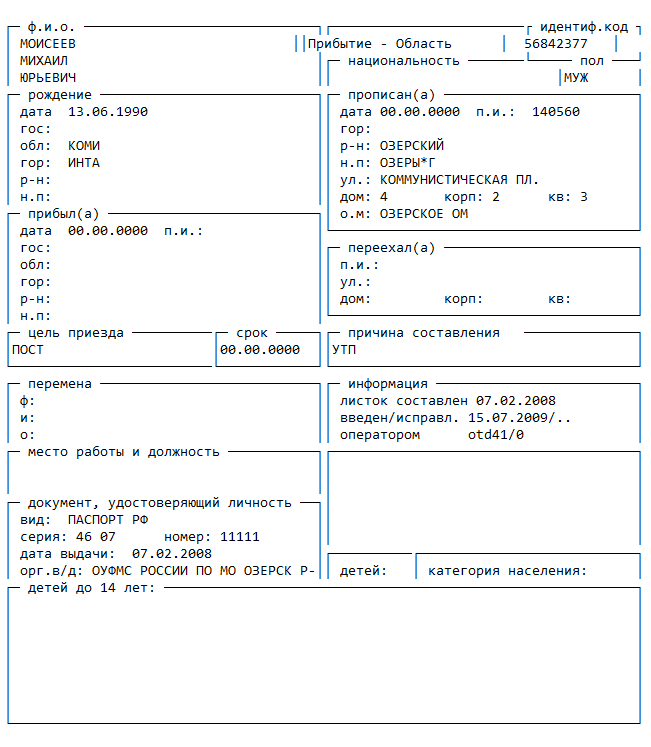 ф.и.о. идентиф.код
МОИСЕЕВ Прибытие - Область 56842377
МИХАИЛ национальность пол
ЮРЬЕВИЧ МУЖ
рождение прописан(а)
дата 13.06.1990 дата 00.00.0000 п.и.: 140560
гос: гор:
обл: КОМИ р-н: ОЗЕРСКИЙ
гор: ИНТА н.п: ОЗЕРЫ*Г
р-н: ул.: КОММУНИСТИЧЕСКАЯ ПЛ.
н.п: дом: 4 корп: 2 кв: 3
прибыл(а) о.м: ОЗЕРСКОЕ ОМ
дата 00.00.0000 п.и.:
гос: переехал(а)
обл: п.и.:
гор: ул.:
р-н: дом: корп: кв:
н.п:
цель приезда срок причина составления
ПОСТ 00.00.0000 УТП
перемена информация
ф: листок составлен 07.02.2008
и: введен/исправл. 15.07.2009/..
о: оператором otd41/0
место работы и должность
документ, удостоверяющий личность
вид: ПАСПОРТ РФ
серия: 46 07 номер: 11111
дата выдачи: 07.02.2008
орг.в/д: ОУФМС РОССИИ ПО МО ОЗЕРСК Р- детей: категория населения:
детей до 14 лет: